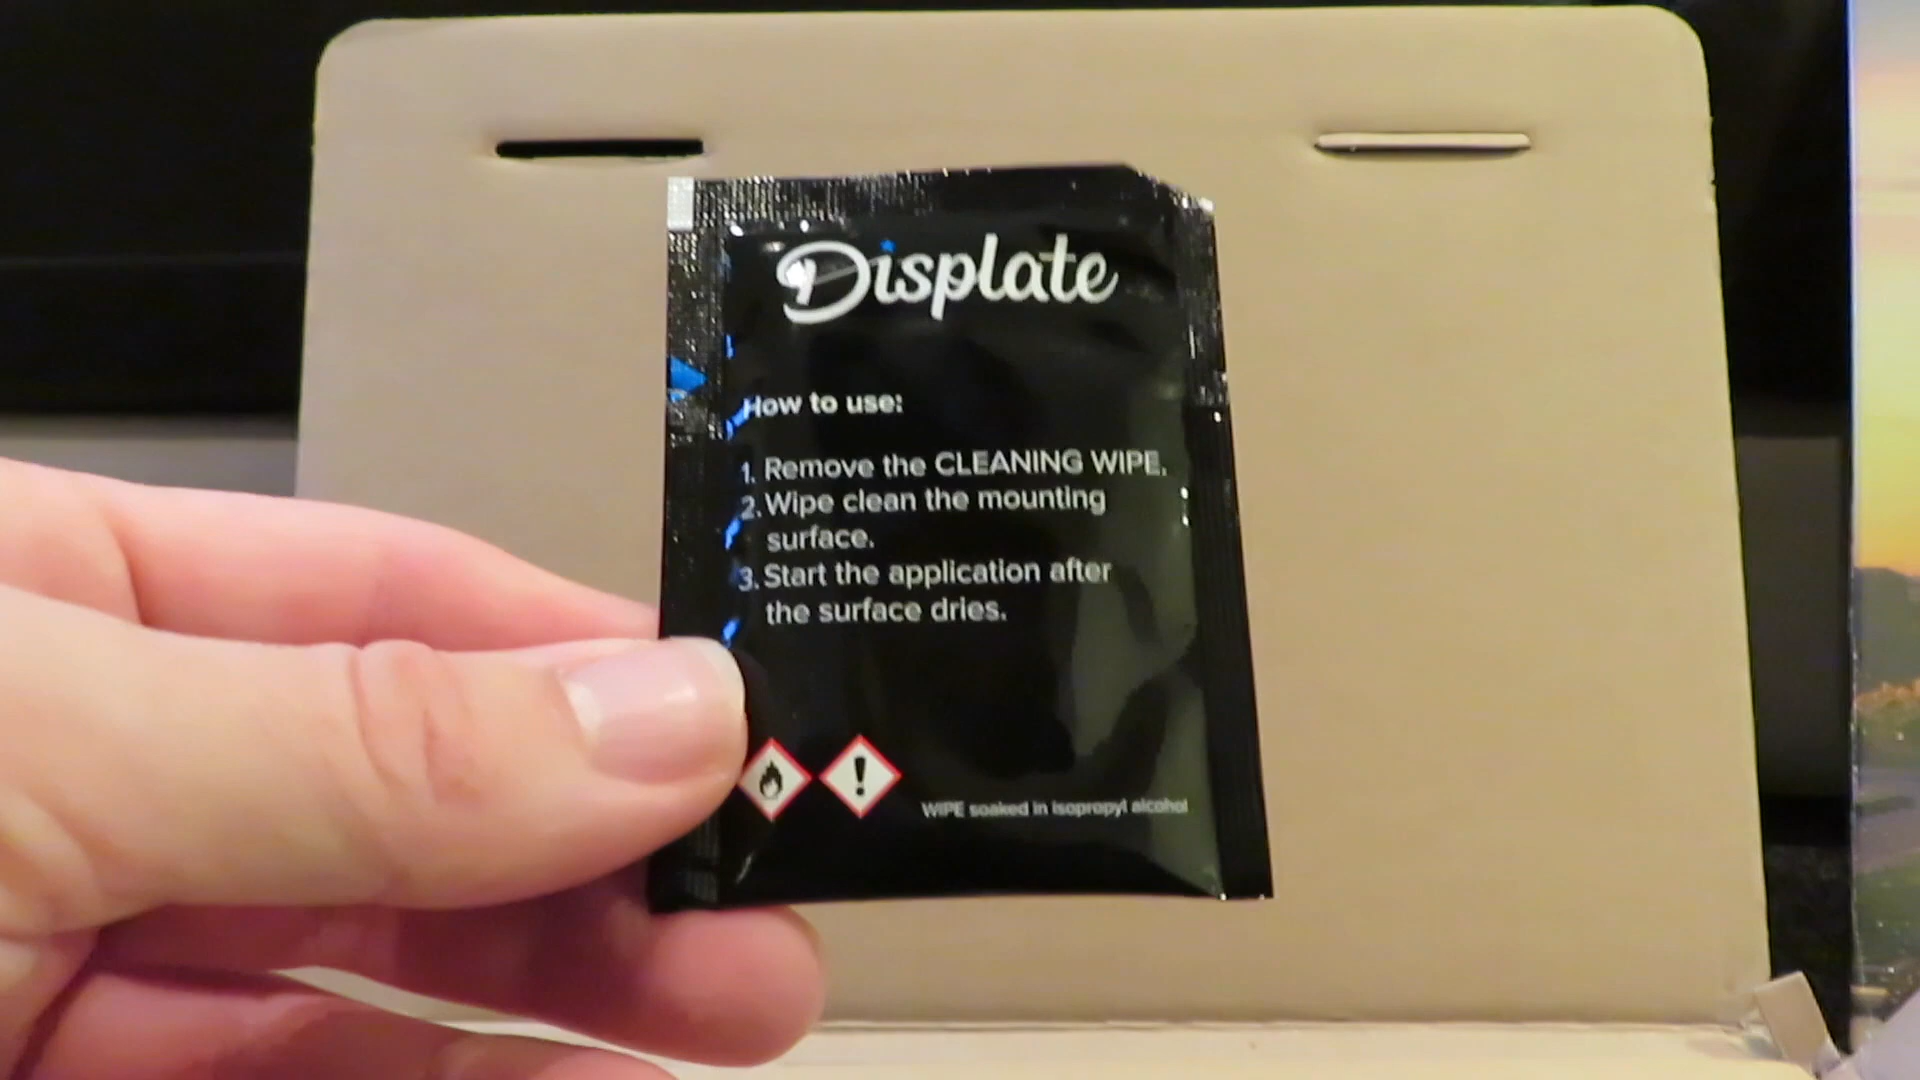 Displate
How to use:
1. Remove the CLEANING WIPE.
2. Wipe clean the mounting
surface.
3. Start the application after
the surface dries.
WIPE soaked in isopropyl alcohol